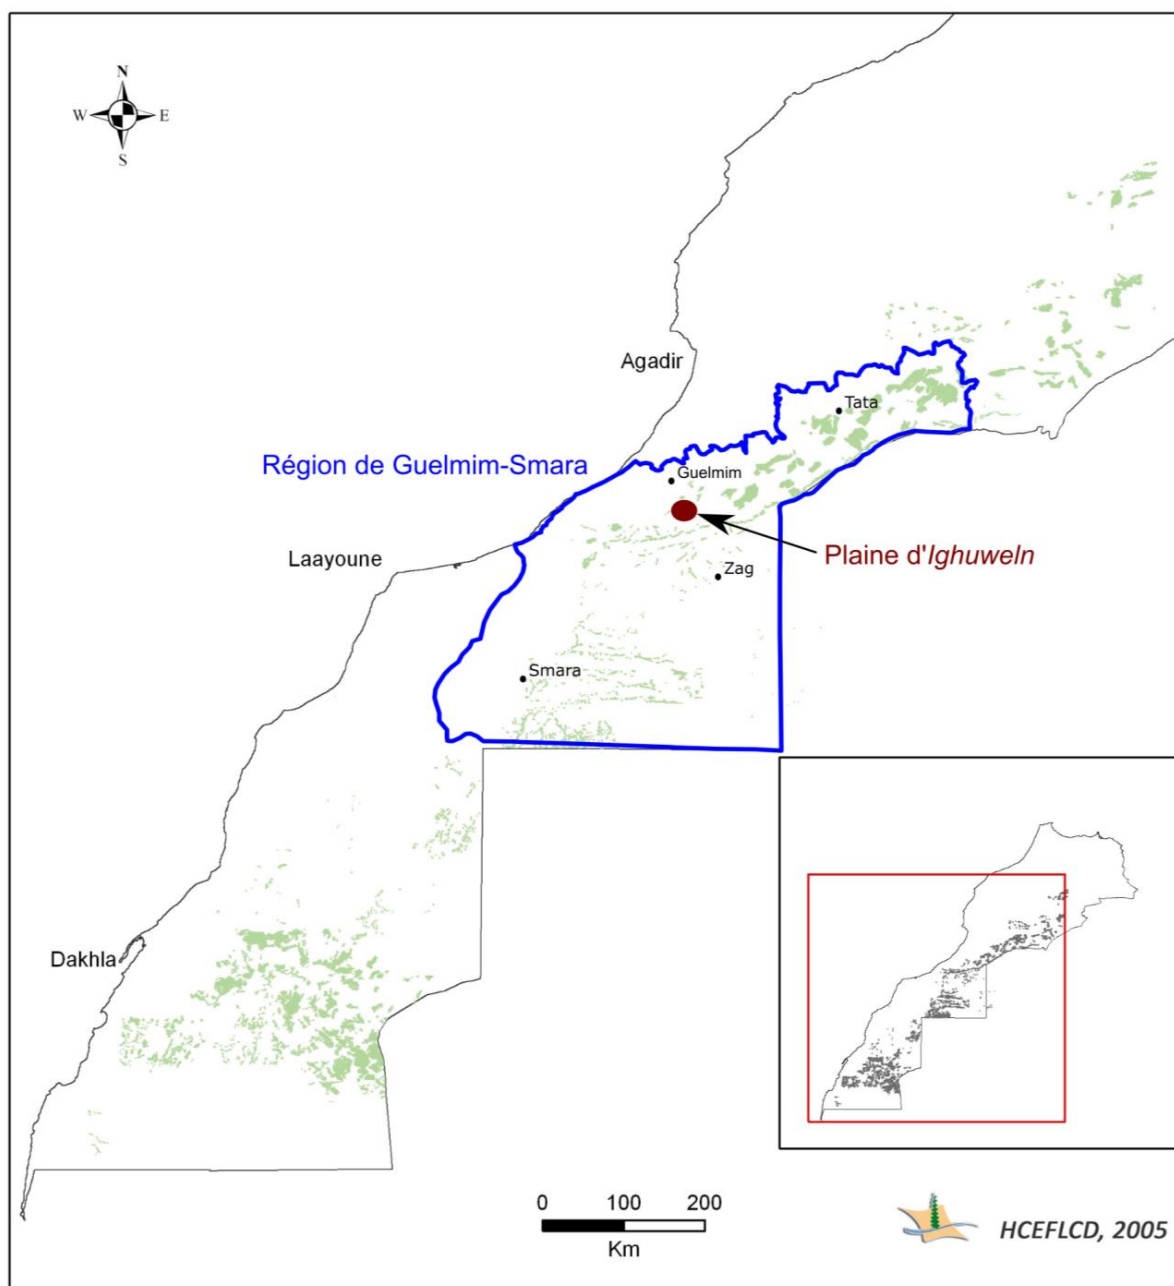 N
W E
S
Agadir
Tata
Région de Guelmim-Smara
Guelmim
Laayoune
Plaine d'Ighuweln
Zag
Smara
Dakhla
0 100 200
Km
HCEFLCD, 2005